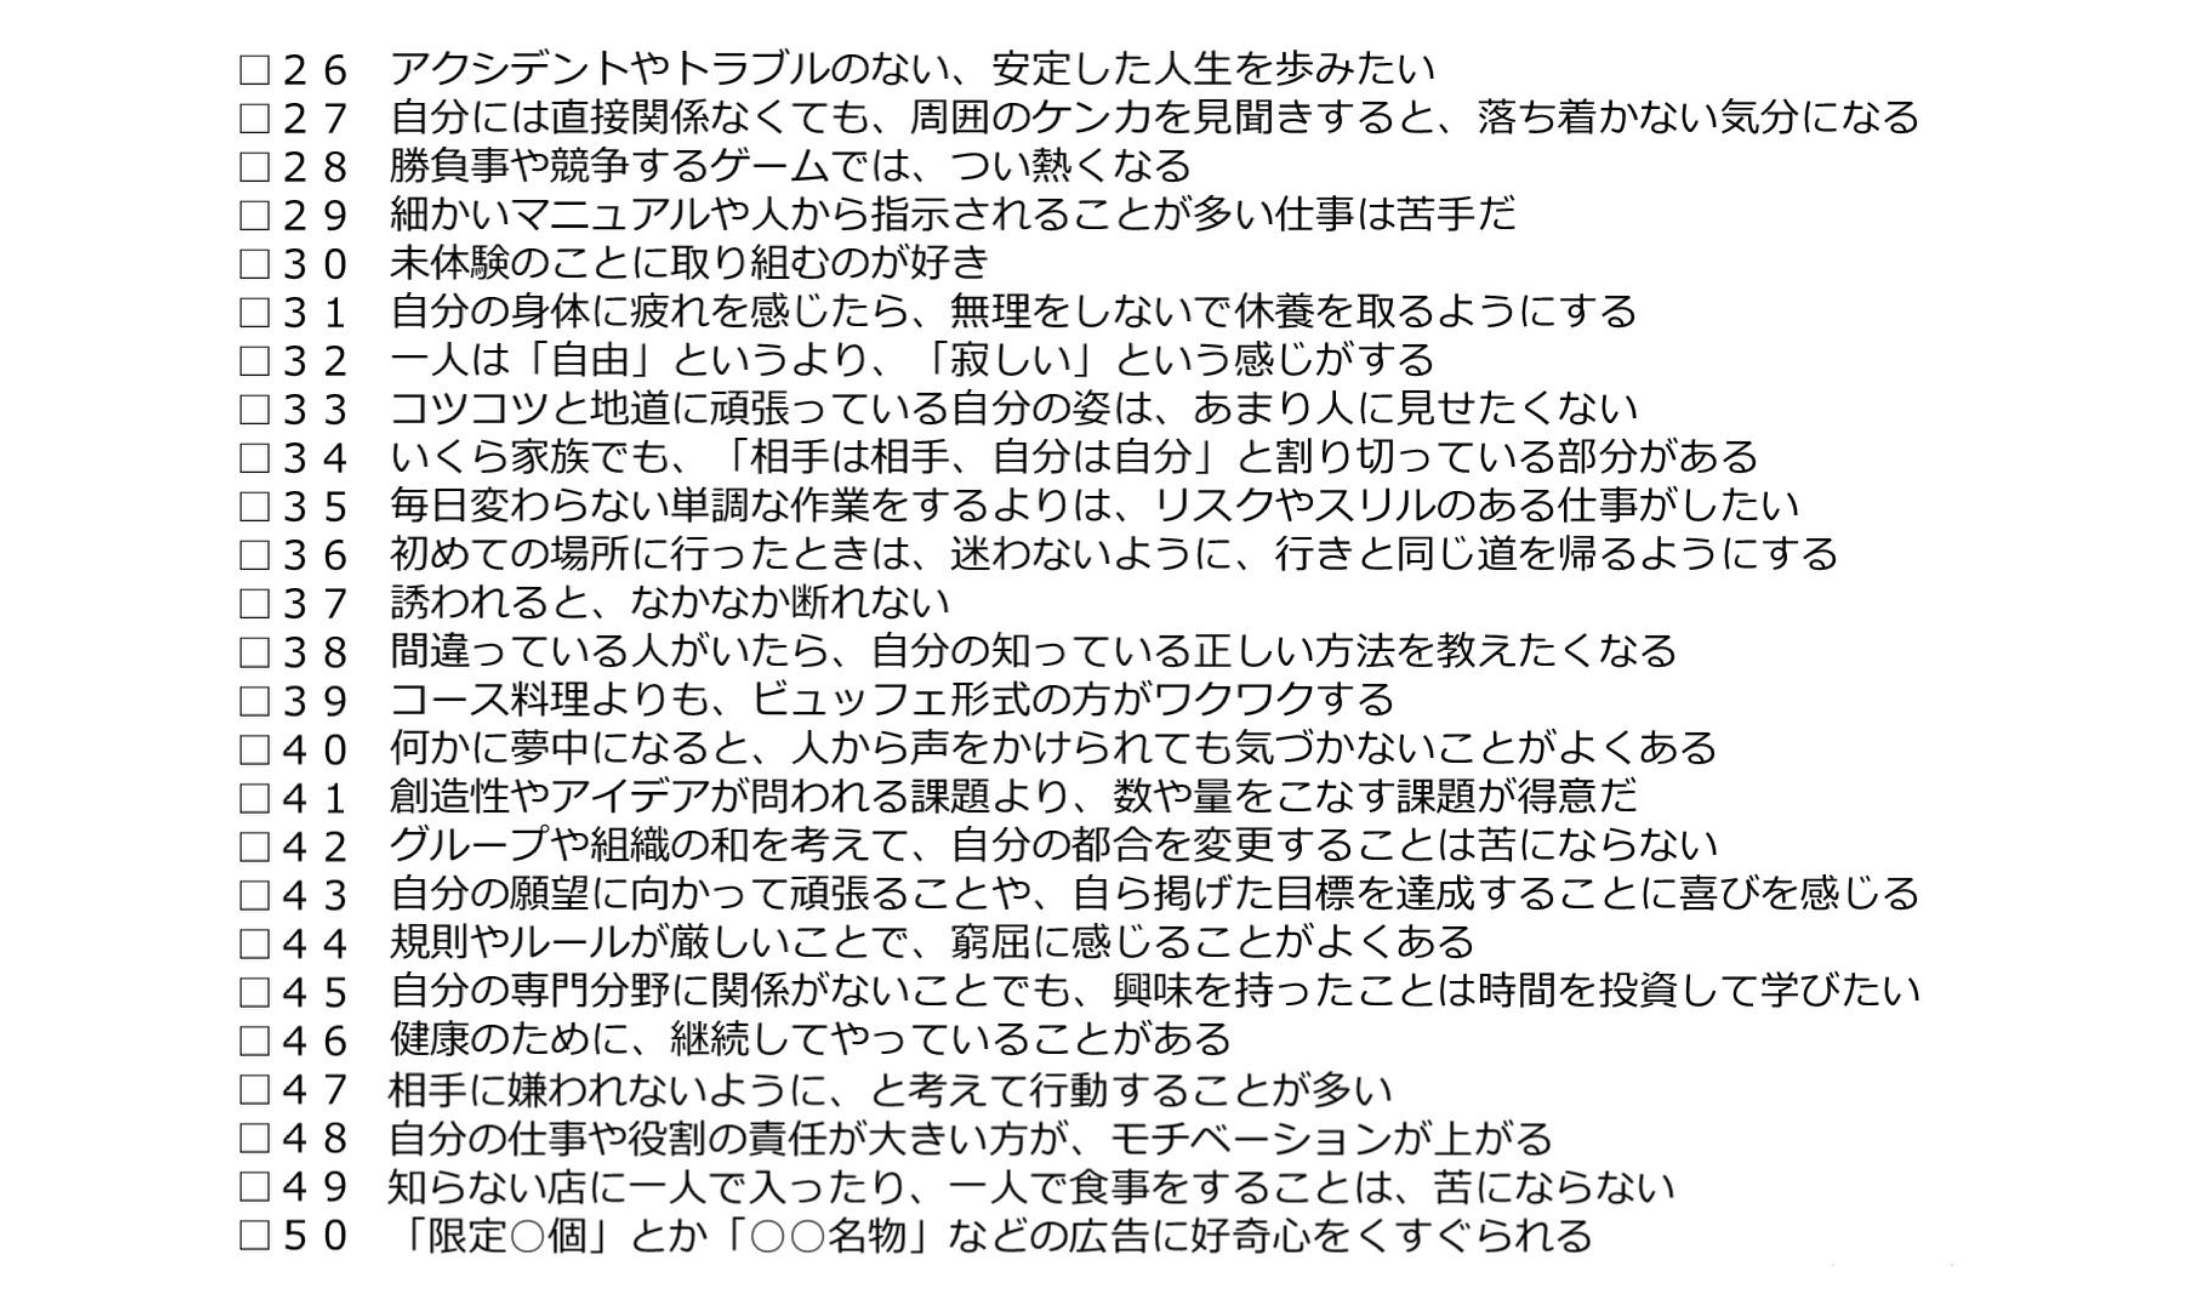 □２６　アクシデントやトラブルのない、安定した人生を歩みたい
□２７　自分には直接関係なくても、周囲のケンカを見聞きすると、落ち着かない気分になる
□２８　勝負事や競争するゲームでは、つい熱くなる
□２９　細かいマニュアルや人から指示されることが多い仕事は苦手だ
□３０　未体験のことに取り組むのが好き
□３１　自分の身体に疲れを感じたら、無理をしないで休養を取るようにする
□３２　一人は「自由」というより、「寂しい」という感じがする
□３３　コツコツと地道に頑張っている自分の姿は、あまり人に見せたくない
□３４　いくら家族でも、「相手は相手、自分は自分」と割り切っている部分がある
□３５　毎日変わらない単調な作業をするよりは、リスクやスリルのある仕事がしたい
□３６　初めての場所に行ったときは、迷わないように、行きと同じ道を帰るようにする
□３７　誘われると、なかなか断れない
□３８　間違っている人がいたら、自分の知っている正しい方法を教えたくなる
□３９　コース料理よりも、ビュッフェ形式の方がワクワクする
□４０　何かに夢中になると、人から声をかけられても気づかないことがよくある
□４１　創造性やアイデアが問われる課題より、数や量をこなす課題が得意だ
□４２　グループや組織の和を考えて、自分の都合を変更することは苦にならない
□４３　自分の願望に向かって頑張ることや、自ら掲げた目標を達成することに喜びを感じる
□４４　規則やルールが厳しいことで、窮屈に感じることがよくある
□４５　自分の専門分野に関係がないことでも、興味を持ったことは時間を投資して学びたい
□４６　健康のために、継続してやっていることがある
□４７　相手に嫌われないように、と考えて行動することが多い
□４８　自分の仕事や役割の責任が大きい方が、モチベーションが上がる
□４９　知らない店に一人で入ったり、一人で食事をすることは、苦にならない
□５０　「限定○個」とか「○○名物」などの広告に好奇心をくすぐられる